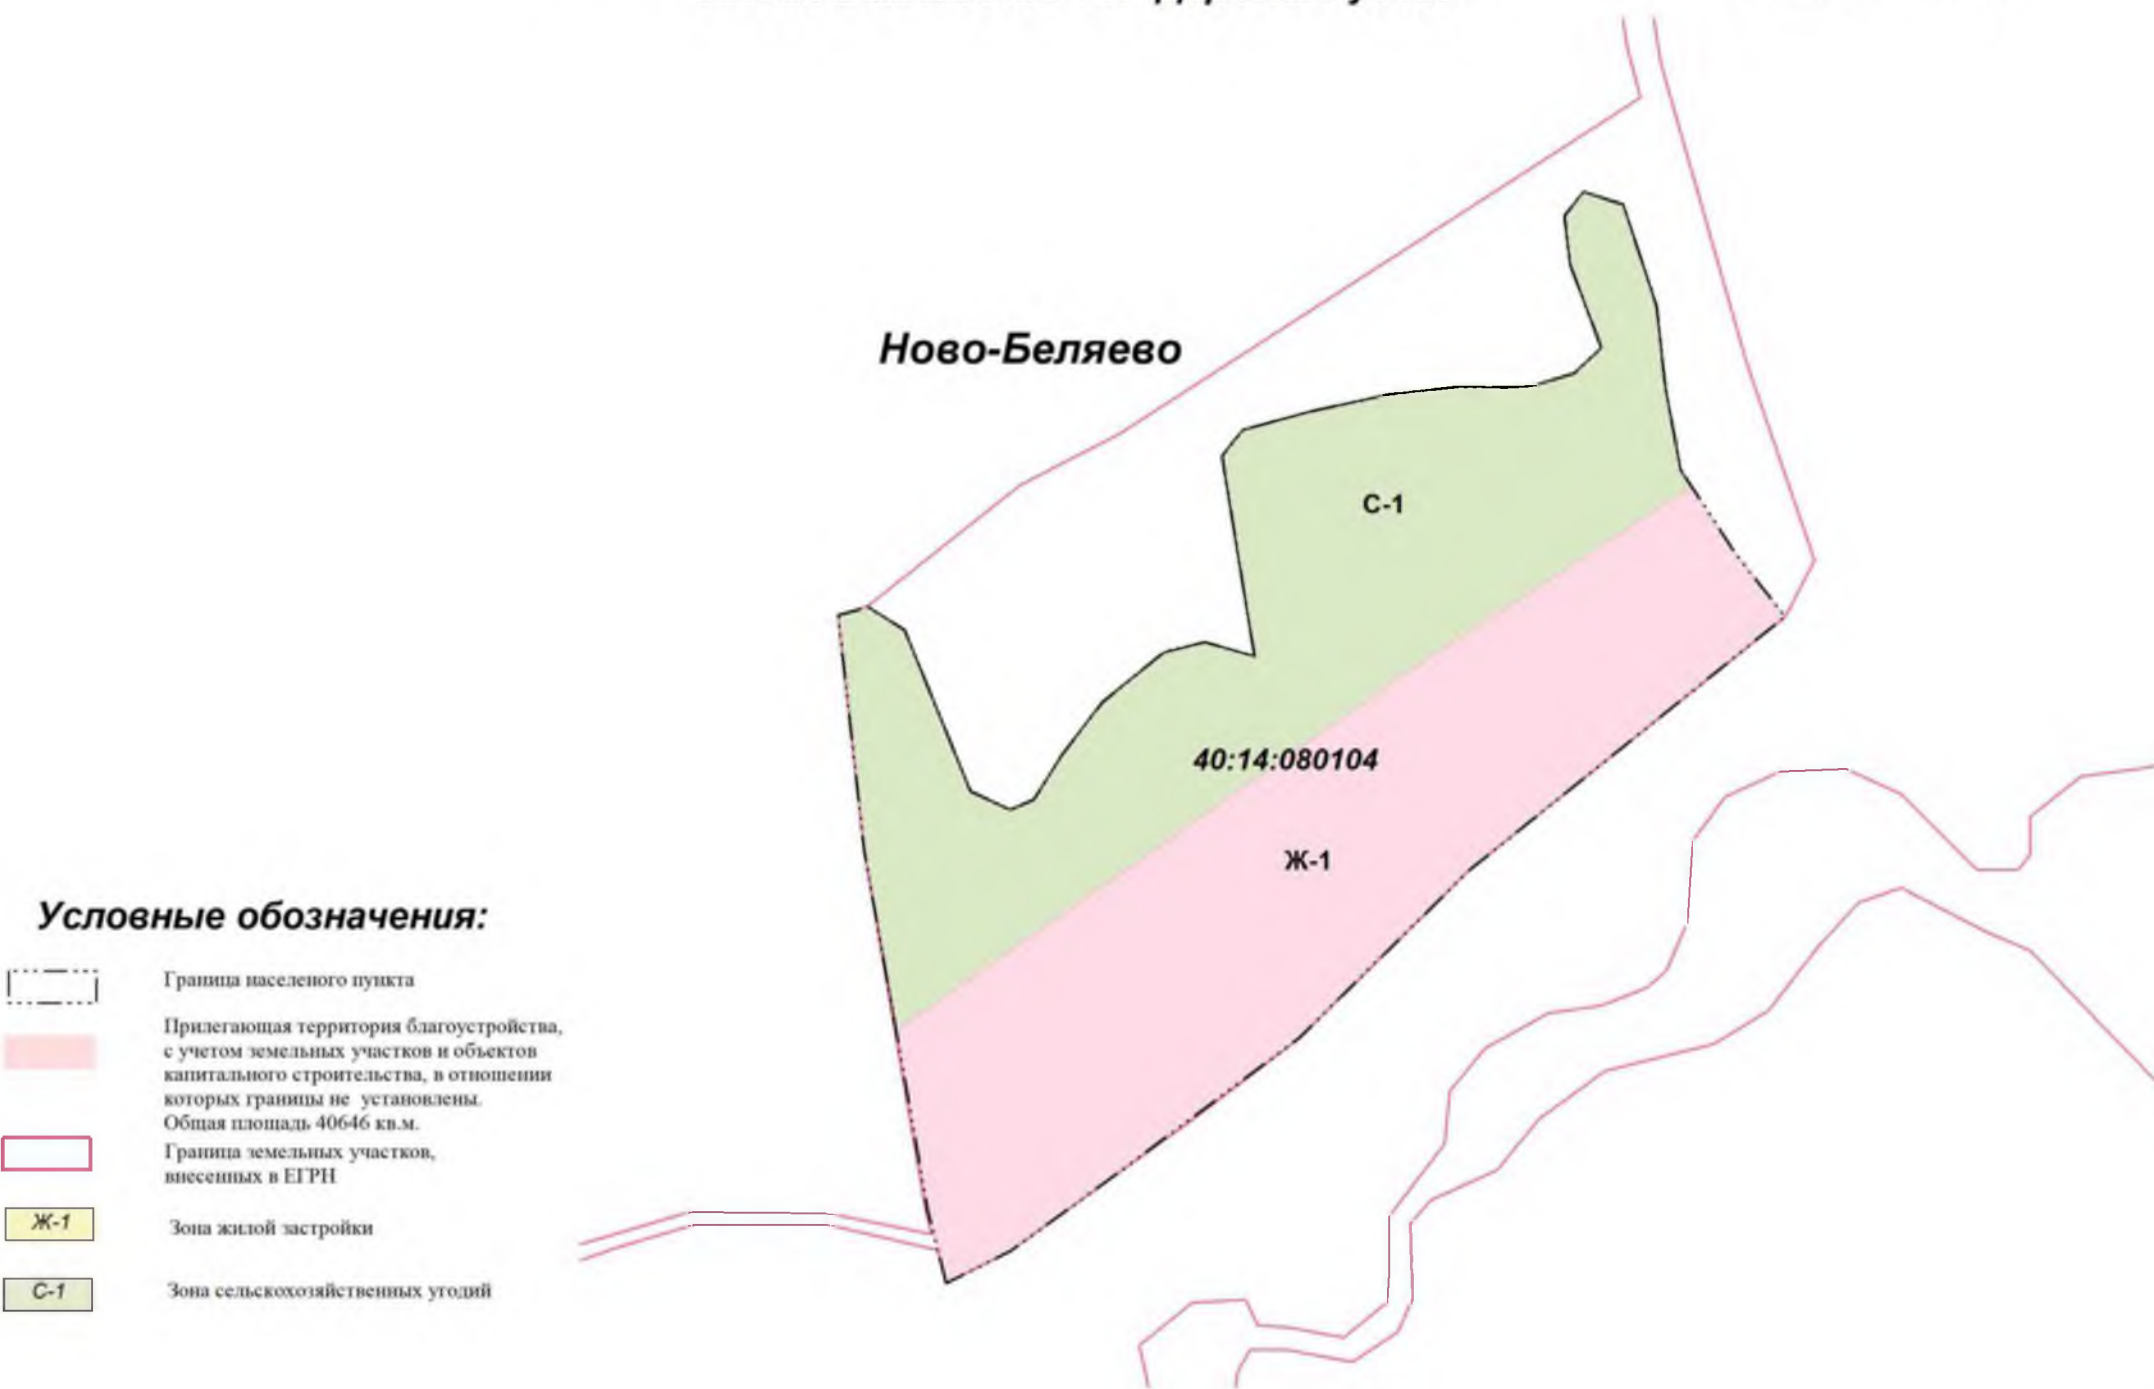 Ново-Беляево
С-1
40:14:080104
Ж-1
Условные обозначения:
Граница населеного пункта
Прилегающая территория благоустройства,
с учетом земельных участков и объектов
капитального строительства, в отношении
которых границы не установлены.
Общая площадь 40646 кв.м.
Граница земельных участков,
внесенных в ЕГРН
Ж-1
Зона жилой застройки
С-1
Зона сельскохозяйственных угодий